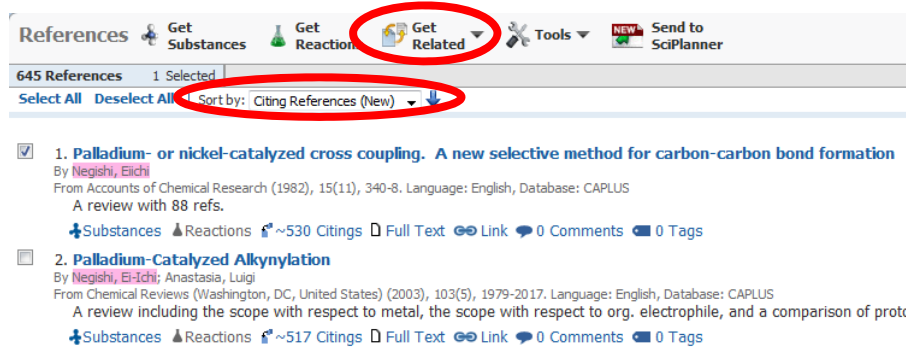 References Get Substances Get Reactions Get Related Tools NEW Send to SciPlanner
645 References 1 Selected
Select All Deselect All Sort by: Citing References (New)
1. Palladium- or nickel-catalyzed cross coupling. A new selective method for carbon-carbon bond formation
By Negishi, Eiichi
From Accounts of Chemical Research (1982), 15(11), 340-8. Language: English, Database: CAPLUS
A review with 88 refs.
Substances Reactions ~530 Citings Full Text Link 0 Comments 0 Tags
2. Palladium-Catalyzed Alkynylation
By Negishi, Ei-Ichi; Anastasia, Luigi
From Chemical Reviews (Washington, DC, United States) (2003), 103(5), 1979-2017. Language: English, Database: CAPLUS
A review including the scope with respect to metal, the scope with respect to org. electrophile, and a comparison of proto
Substances Reactions ~517 Citings Full Text Link 0 Comments 0 Tags